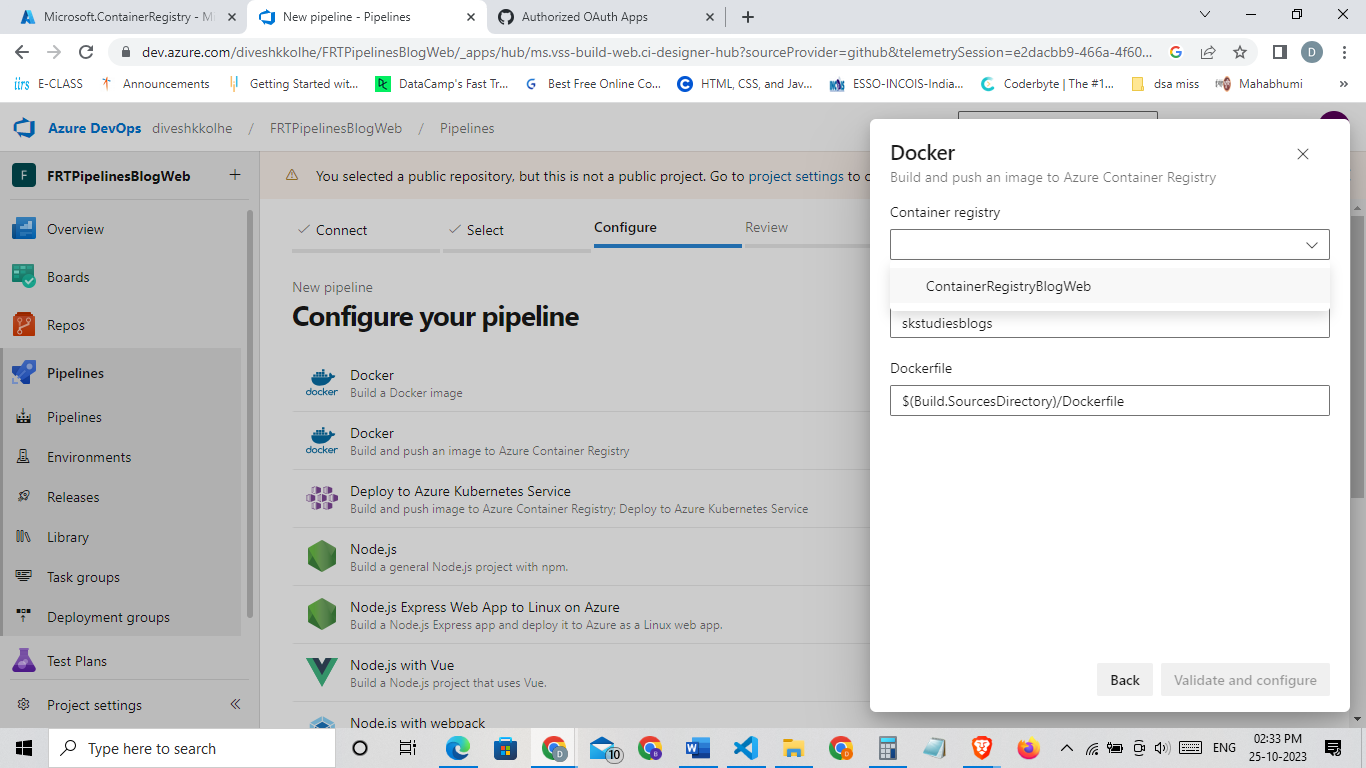 Microsoft.ContainerRegistry - Mi
New pipeline - Pipelines
Authorized OAuth Apps
dev.azure.com/diveshkkolhe/FRTPipelinesBlogWeb/_apps/hub/ms.vss-build-web.ci-designer-hub?sourceProvider=github&telemetrySession=e2dacbb9-466a-4f60...
D
E-CLASS
Announcements
Getting Started wit...
DataCamp's Fast Tr...
Best Free Online Co...
HTML, CSS, and Jav...
ESSO-INCOIS-India...
Coderbyte | The #1...
dsa miss
Mahabhumi
»
Azure DevOps diveshkkolhe / FRTPipelinesBlogWeb / Pipelines
F FRTPipelinesBlogWeb +
Overview
Boards
Repos
Pipelines
Pipelines
Environments
Releases
Library
Task groups
Deployment groups
Test Plans
Project settings
You selected a public repository, but this is not a public project. Go to project settings to c
Connect
Select
Configure
Review
New pipeline
Configure your pipeline
docker
Docker
Build a Docker image
docker
Docker
Build and push an image to Azure Container Registry
Deploy to Azure Kubernetes Service
Build and push image to Azure Container Registry; Deploy to Azure Kubernetes Service
Node.js
Build a general Node.js project with npm.
Node.js Express Web App to Linux on Azure
Build a Node.js Express app and deploy it to Azure as a Linux web app.
Node.js with Vue
Build a Node.js project that uses Vue.
Node.js with webpack
Docker
Build and push an image to Azure Container Registry
Container registry
ContainerRegistryBlogWeb
skstudiesblogs
Dockerfile
$(Build.SourcesDirectory)/Dockerfile
Back
Validate and configure
Type here to search
10
ENG
02:33 PM
25-10-2023